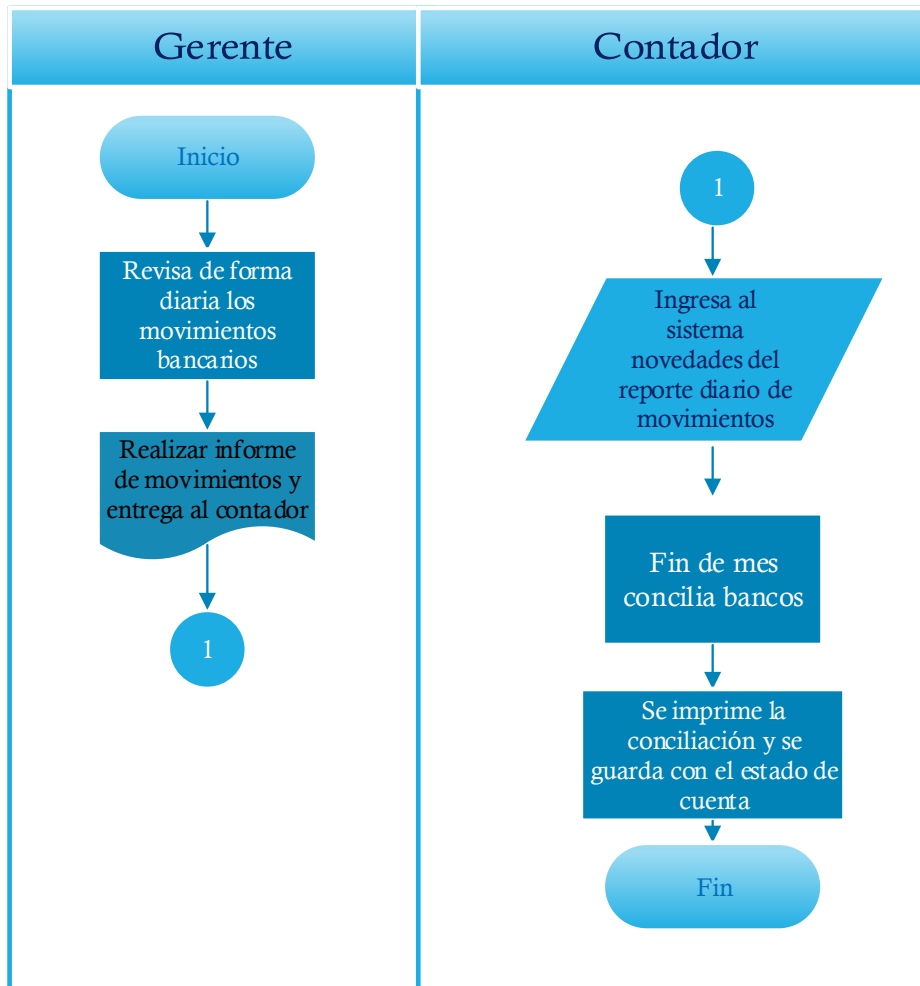 Gerente
Contador
Inicio
Revisa de forma
diaria los
movimientos
bancarios
Realizar informe
de movimientos y
entrega al contador
1
1
Ingresa al
sistema
novedades del
reporte diario de
movimientos
Fin de mes
concilia bancos
Se imprime la
conciliación y se
guarda con el estado de
cuenta
Fin